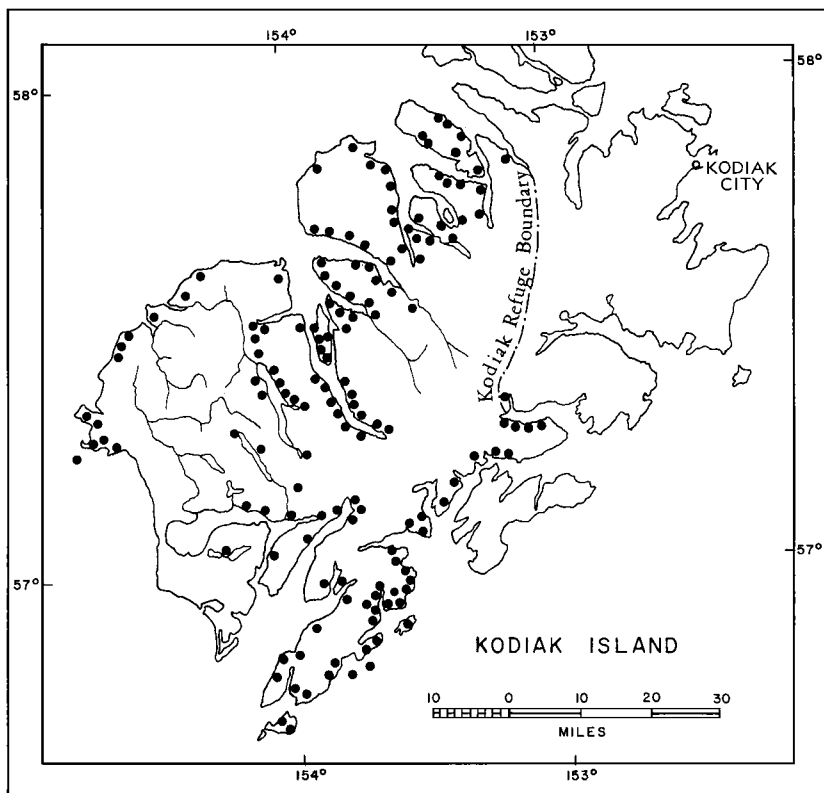 154° 153°
58° 58°
KODIAK
CITY
Kodiak Refuge Boundary
57° 57°
KODIAK ISLAND
10 0 10 20 30
MILES
154° 153°